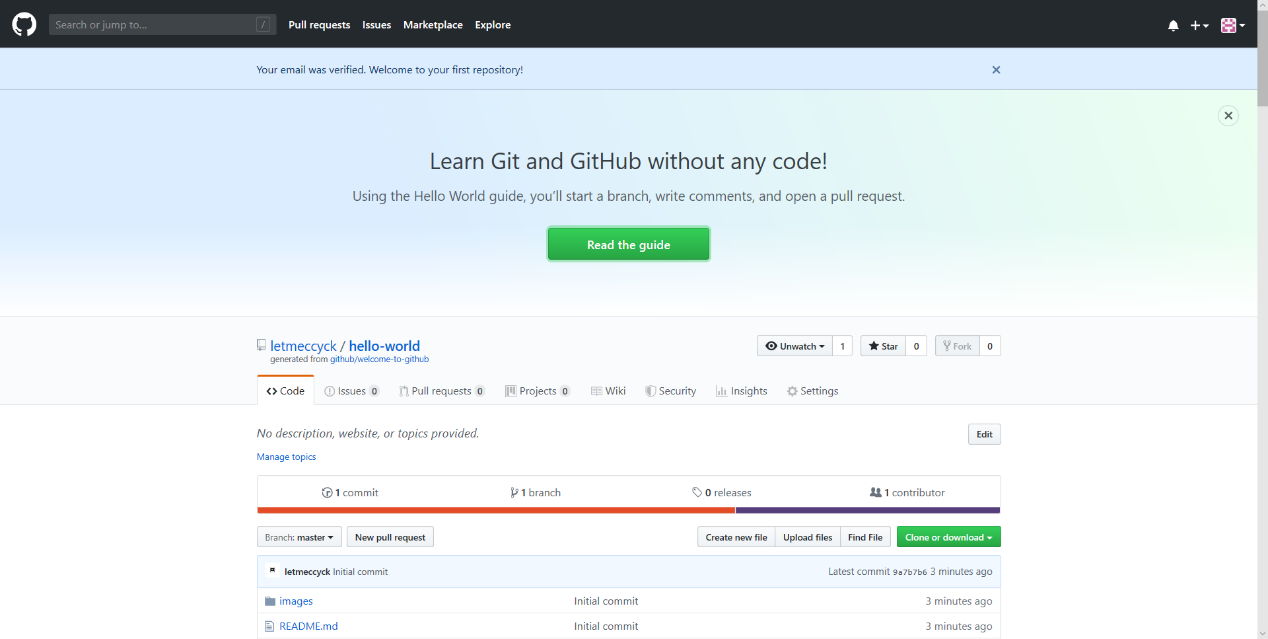 Search or jump to... / Pull requests Issues Marketplace Explore
Your email was verified. Welcome to your first repository!
Learn Git and GitHub without any code!
Using the Hello World guide, you'll start a branch, write comments, and open a pull request.
Read the guide
letmeccyck / hello-world Unwatch 1 Star 0 Fork 0
generated from github/welcome-to-github
Code Issues 0 Pull requests 0 Projects 0 Wiki Security Insights Settings
No description, website, or topics provided. Edit
Manage topics
1 commit 1 branch 0 releases 1 contributor
Branch: master New pull request Create new file Upload files Find File Clone or download
letmeccyck Initial commit Latest commit 9a7b7b6 3 minutes ago
images Initial commit 3 minutes ago
README.md Initial commit 3 minutes ago